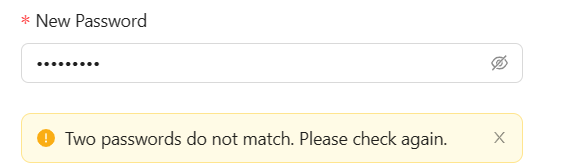 * New Password
•••••••••
Two passwords do not match. Please check again.